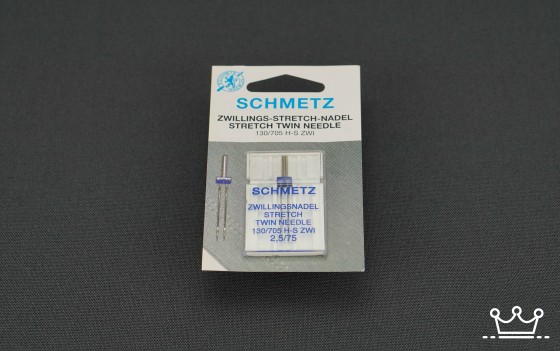 SCHMETZ
ZWILLINGS-STRETCH-NADEL
STRETCH TWIN NEEDLE
130/705 H-S ZWI
SCHMETZ
ZWILLINGSNADEL
STRETCH
TWIN NEEDLE
130/705 H-S ZWI
2,5/75